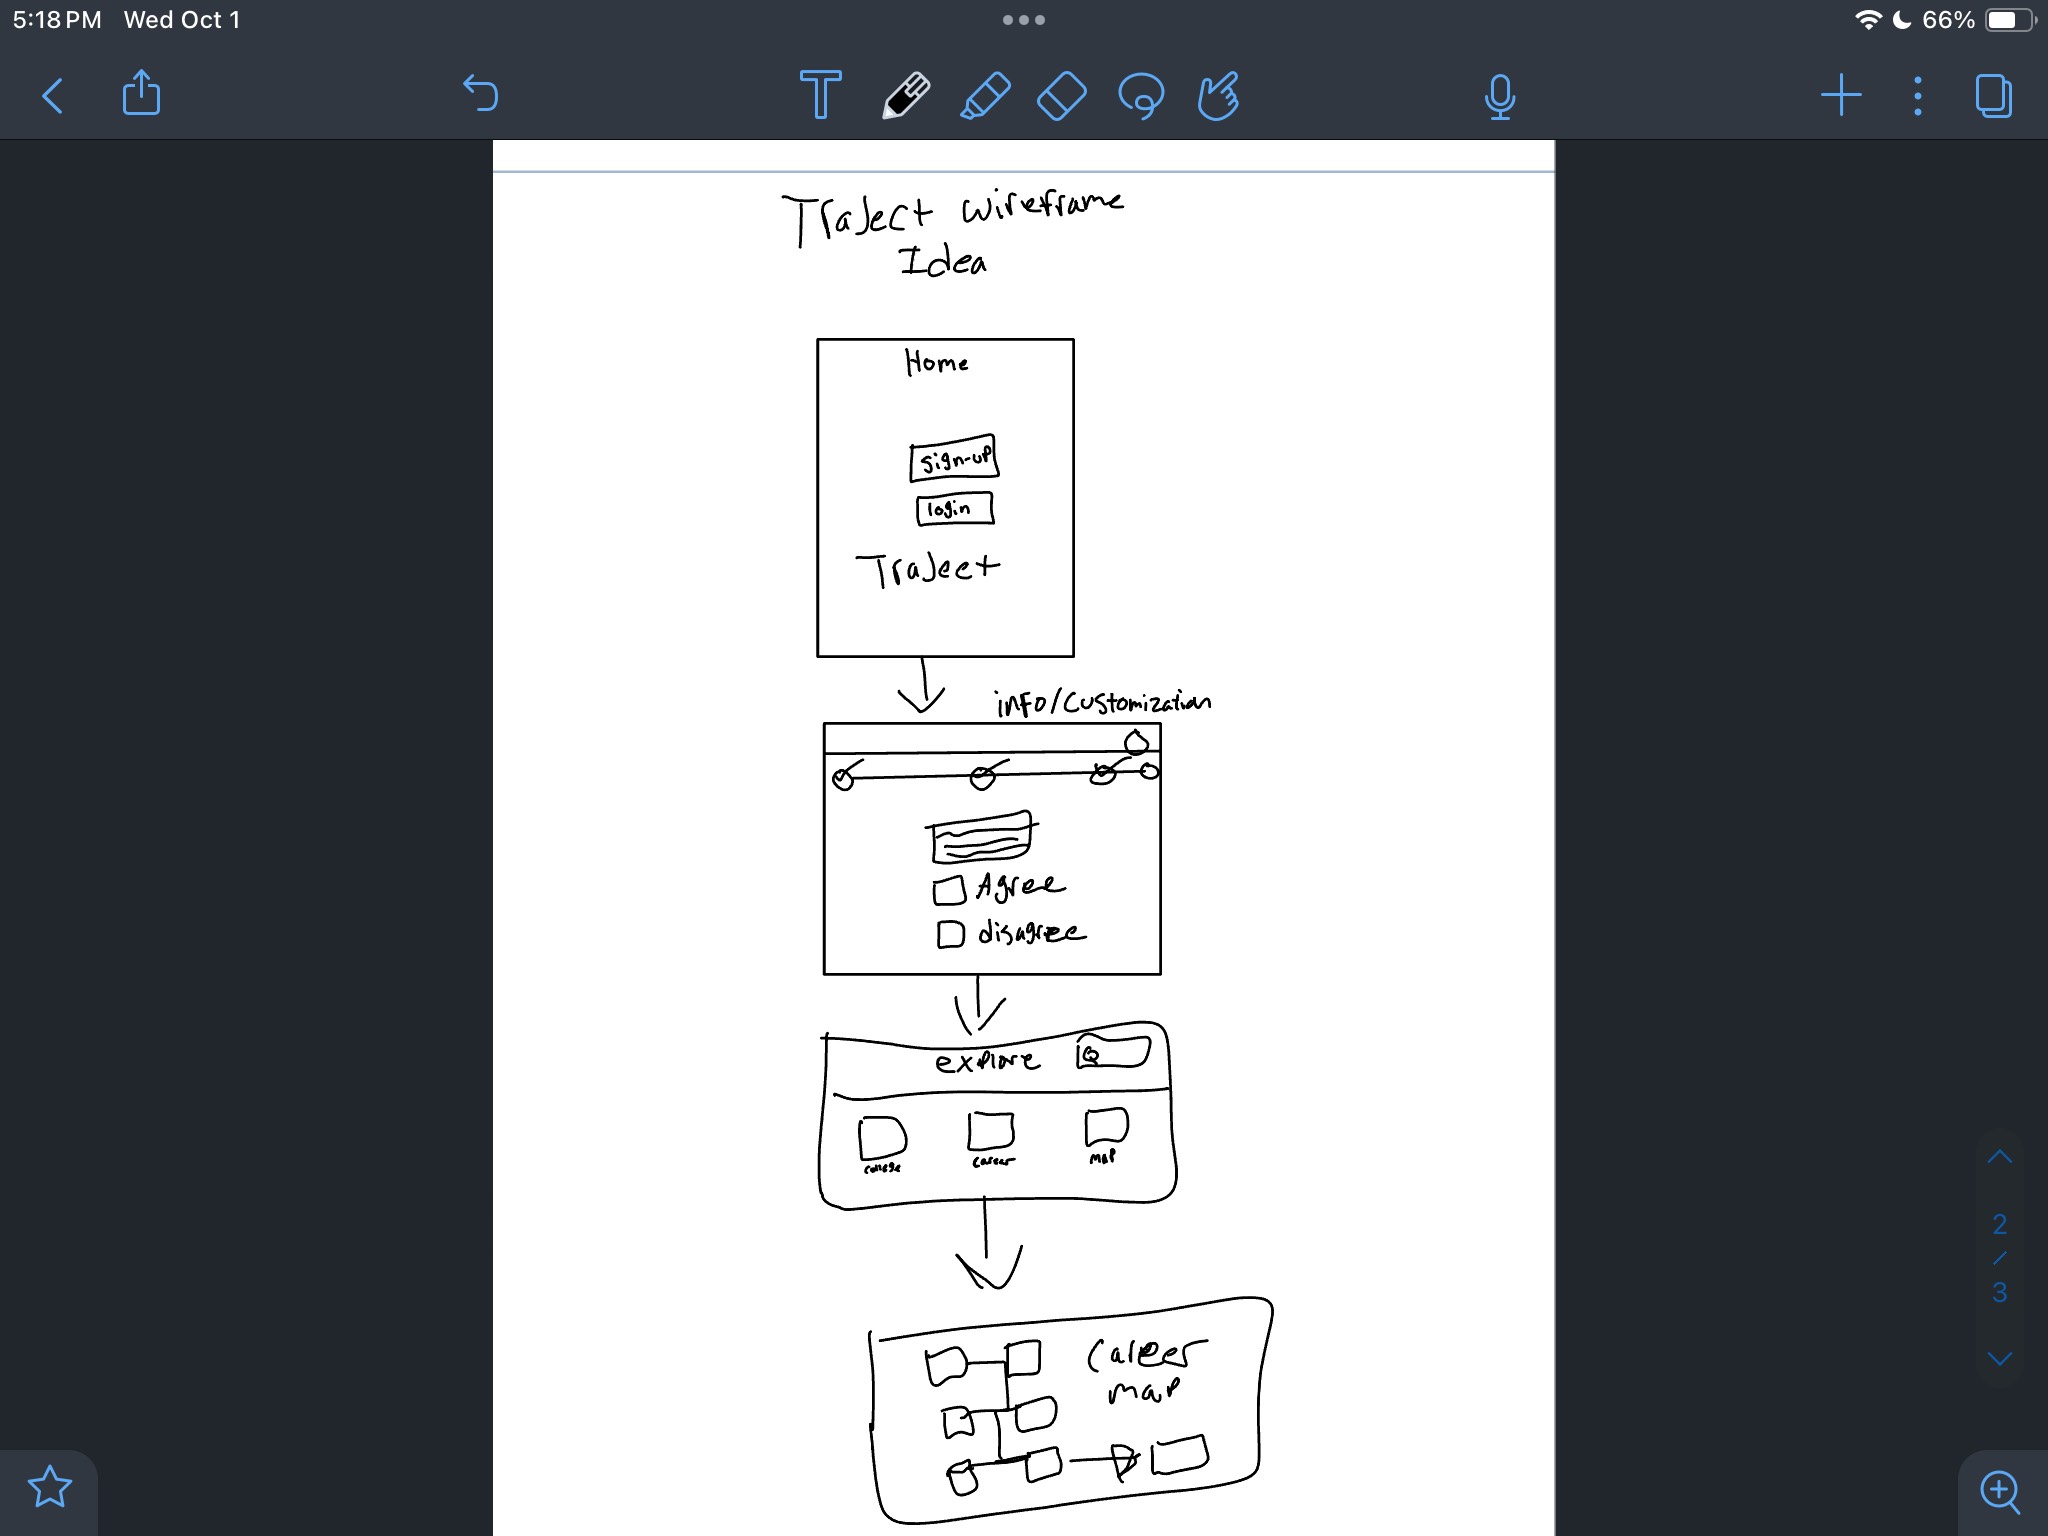 5:18 PM Wed Oct 1
66%
TraJect wireframe
Idea
Home
sign-up
login
TraJect
info/customization
Agree
disagree
explore
college
career
map
Career
map
2
/
3